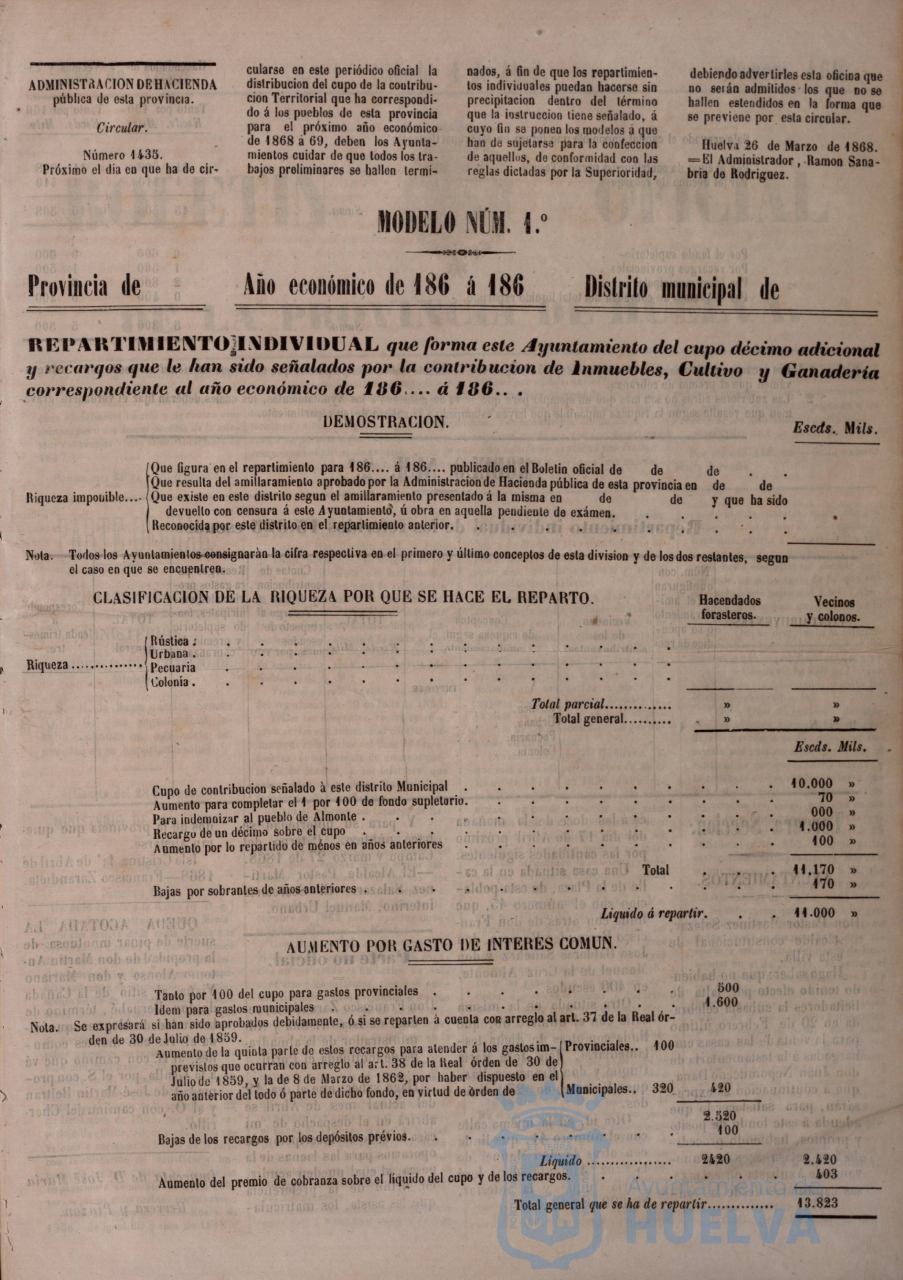 ADMINISTRACION DE HACIENDA
pública de esta provincia.
Circular.
Número 1435.
Próximo el dia en que ha de cir-
cularse en este periódico oficial la
distribucion del cupo de la contribu-
cion Territorial que ha correspondi-
do á los pueblos de esta provincia
para el próximo año económico
de 1868 á 69, deben los Ayunta-
mientos cuidar de que todos los tra-
bajos preliminares se hallen termi-
nados, á fin de que los repartimien-
tos individuales puedan hacerse sin
precipitacion dentro del término
que la instruccion tiene señalado, á
cuyo fin se ponen los modelos á que
han de sujetarse para la confeccion
de aquellos, de conformidad con las
reglas dictadas por la Superioridad,
debiendo advertirles esta oficina que
no serán admitidos los que no se
hallen estendidos en la forma que
se previene por esta circular.
Huelva 26 de Marzo de 1868.
=El Administrador, Ramon Sana-
bria de Rodriguez.
MODELO NÚM. 1.º
Provincia de Año económico de 186 á 186 Distrito municipal de
REPARTIMIENTO INDIVIDUAL que forma este Ayuntamiento del cupo décimo adicional
y recargos que le han sido señalados por la contribucion de Inmuebles, Cultivo y Ganadería
correspondiente al año económico de 186.... á 186.. .
DEMOSTRACION.
Escds. Mils.
Riqueza imponible....
Que figura en el repartimiento para 186.... á 186.... publicado en el Boletin oficial de de de . .
Que resulta del amillaramiento aprobado por la Administracion de Hacienda pública de esta provincia en de de
Que existe en este distrito segun el amillaramiento presentado á la misma en de de y que ha sido
devuelto con censura á este Ayuntamiento, ú obra en aquella pendiente de exámen. . . . . . .
Reconocida por este distrito en el repartimiento anterior. . . . . . . . .
Nota. Todos los Ayuntamientos consignarán la cifra respectiva en el primero y último conceptos de esta division y de los dos restantes, segun
el caso en que se encuentren.
CLASIFICACION DE LA RIQUEZA POR QUE SE HACE EL REPARTO.
Hacendados forasteros.
Vecinos y colonos.
Riqueza..............
Rústica . . . . . . . . . . .
Urbana . . . . . . . . . . .
Pecuaria . . . . . . . . . .
Colonia . . . . . . . . . . .
Total parcial.............. » »
Total general.......... » »
Escds. Mils.
Cupo de contribucion señalado à este distrito Municipal . . . . . . . . . 10.000 »
Aumento para completar el 1 por 100 de fondo supletorio. . . . . . . . . 70 »
Para indemnizar al pueblo de Almonte . . . . . . . . . . . 000 »
Recargo de un décimo sobre el cupo . . . . . . . . . . . 1.000 »
Aumento por lo repartido de ménos en años anteriores . . . . . . . . . 100 »
Total . . . 11.170 »
Bajas por sobrantes de años anteriores . . . . . . . . . . . 170 »
Liquido á repartir. . . 11.000 »
AUMENTO POR GASTO DE INTERES COMUN.
Tanto por 100 del cupo para gastos provinciales . . . . . . . 500
Idem para gastos municipales . . . . . . . . . 1.600
Nota. Se expresará si han sido aprobados debidamente, ó si se reparten à cuenta con arreglo al art. 37 de la Real ór-
den de 30 de Julio de 1859.
Aumento de la quinta parte de estos recargos para atender á los gastos im-
previstos que ocurran con arreglo al art. 38 de la Real órden de 30 de
Julio de 1859, y la de 8 de Marzo de 1862, por haber dispuesto en el
año anterior del todo ó parte de dicho fondo, en virtud de òrden de
Provinciales.. 100
Municipales.. 320 420
2.520
Bajas de los recargos por los depósitos prévios. . . . . . . . 100
Liquido ................. 2420 2.420
Aumento del premio de cobranza sobre el líquido del cupo y de los recargos. . . . . . 403
Total general que se ha de repartir.............. 13.823
Ayuntamiento de
HUELVA